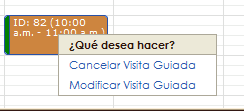 ID: 82 (10:00
a.m. - 11:00 a.m.)
¿Qué desea hacer?
Cancelar Visita Guiada
Modificar Visita Guiada